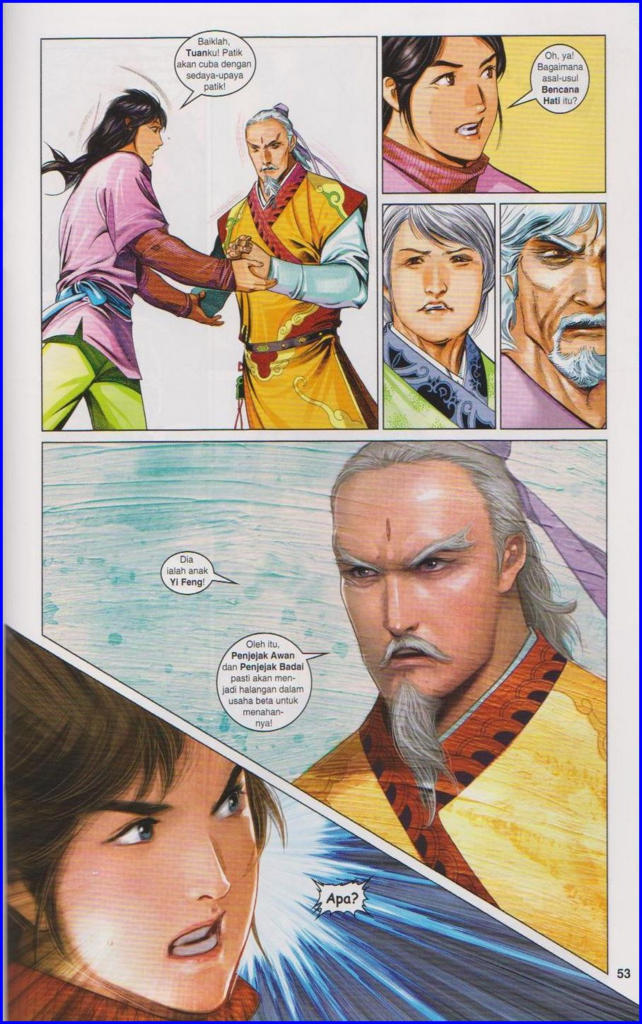 Baiklah,
Tuanku! Patik
akan cuba dengan
sedaya-upaya
patik!
Oh, ya!
Bagaimana
asal-usul
Bencana
Hati itu?
Dia
ialah anak
Yi Feng!
Oleh itu,
Penjejak Awan
dan Penjejak Badai
pasti akan men-
jadi halangan dalam
usaha beta untuk
menahan-
nya!
Apa?
53